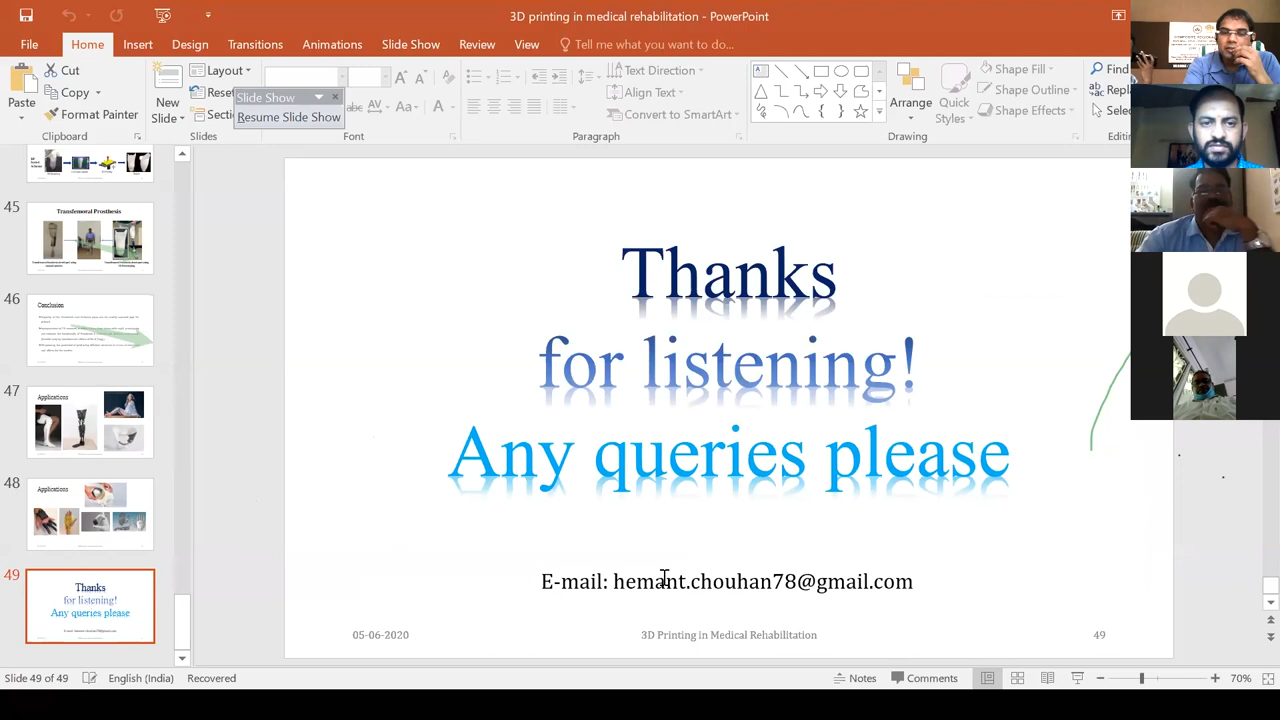 3D printing in medical rehabilitation - PowerPoint
File Home Insert Design Transitions Animations Slide Show Review View Tell me what you want to do...
Paste
Cut
Copy
Format Painter
Clipboard
New
Slide
Layout
Reset
Slides
Slide Show
Resume Slide Show
abc AV Aa A
Font
Text Direction
Align Text
Convert to SmartArt
Paragraph
Arrange
Quick
Styles
Shape Fill
Shape Outline
Shape Effects
Drawing
Find
45
Transfemoral Prosthesis
46
Conclusion
47
Applications
48
Applications
49
Thanks
for listening!
Any queries please
Thanks
for listening!
Any queries please
E-mail: hemant.chouhan78@gmail.com
05-06-2020 3D Printing in Medical Rehabilitation 49
Slide 49 of 49 English (India) Recovered Notes Comments 70%